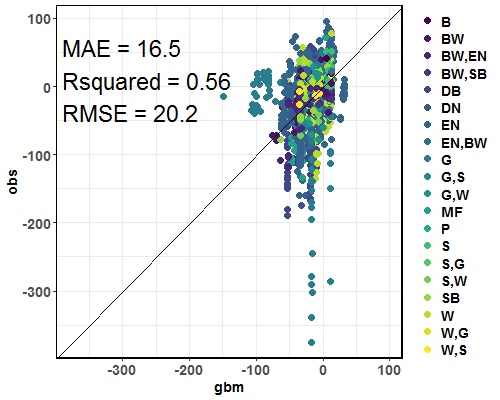 MAE = 16.5
Rsquared = 0.56
RMSE = 20.2
obs
100
0
-100
-200
-300
-300
-200
-100
0
100
gbm
B
BW
BW,EN
BW,SB
DB
DN
EN
EN,BW
G
G,S
G,W
MF
P
S
S,G
S,W
SB
W
W,G
W,S